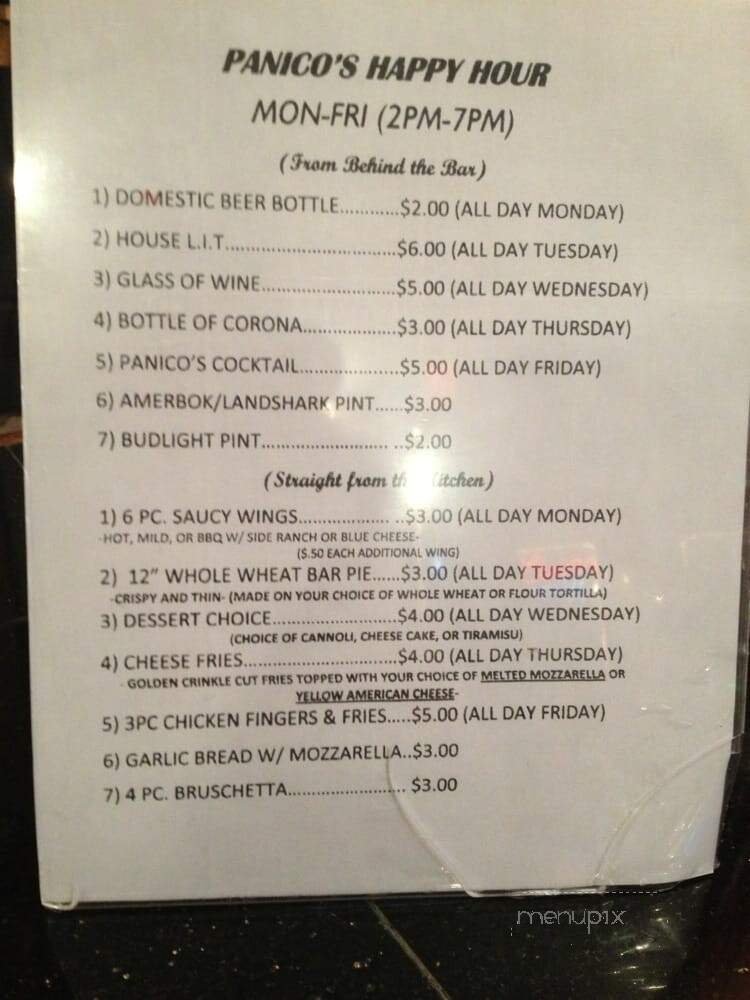 PANICO'S HAPPY HOUR
MON-FRI (2PM-7PM)
(From Behind the Bar)
1) DOMESTIC BEER BOTTLE............$2.00 (ALL DAY MONDAY)
2) HOUSE L.I.T...................................$6.00 (ALL DAY TUESDAY)
3) GLASS OF WINE............................$5.00 (ALL DAY WEDNESDAY)
4) BOTTLE OF CORONA...................$3.00 (ALL DAY THURSDAY)
5) PANICO'S COCKTAIL....................$5.00 (ALL DAY FRIDAY)
6) AMERBOK/LANDSHARK PINT......$3.00
7) BUDLIGHT PINT.......................... ..$2.00
(Straight from
1) 6 PC. SAUCY WINGS.................. ..$3.00 (ALL DAY MONDAY)
-HOT, MILD, OR BBQ W/ SIDE RANCH OR BLUE CHEESE-
($.50 EACH ADDITIONAL WING)
2) 12" WHOLE WHEAT BAR PIE......$3.00 (ALL DAY TUESDAY)
-CRISPY AND THIN- (MADE ON YOUR CHOICE OF WHOLE WHEAT OR FLOUR TORTILLA)
3) DESSERT CHOICE.........................$4.00 (ALL DAY WEDNESDAY)
(CHOICE OF CANNOLI, CHEESE CAKE, OR TIRAMISU)
4) CHEESE FRIES...............................$4.00 (ALL DAY THURSDAY)
- GOLDEN CRINKLE CUT FRIES TOPPED WITH YOUR CHOICE OF MELTED MOZZARELLA OR
YELLOW AMERICAN CHEESE-
5) 3PC CHICKEN FINGERS & FRIES.....$5.00 (ALL DAY FRIDAY)
6) GARLIC BREAD W/ MOZZARELLA..$3.00
7) 4 PC. BRUSCHETTA........................ $3.00
menupix